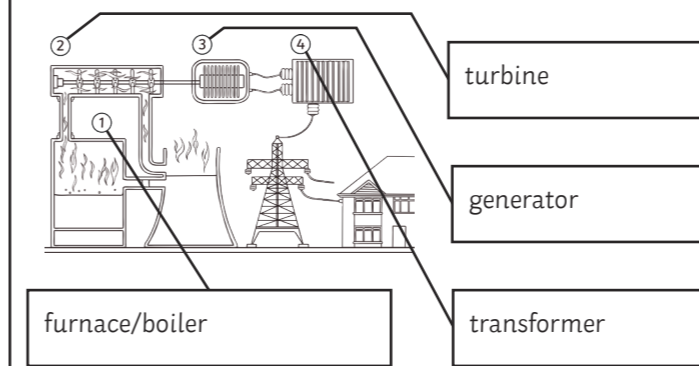 ② ③ ④
turbine
①
generator
furnace/boiler
transformer